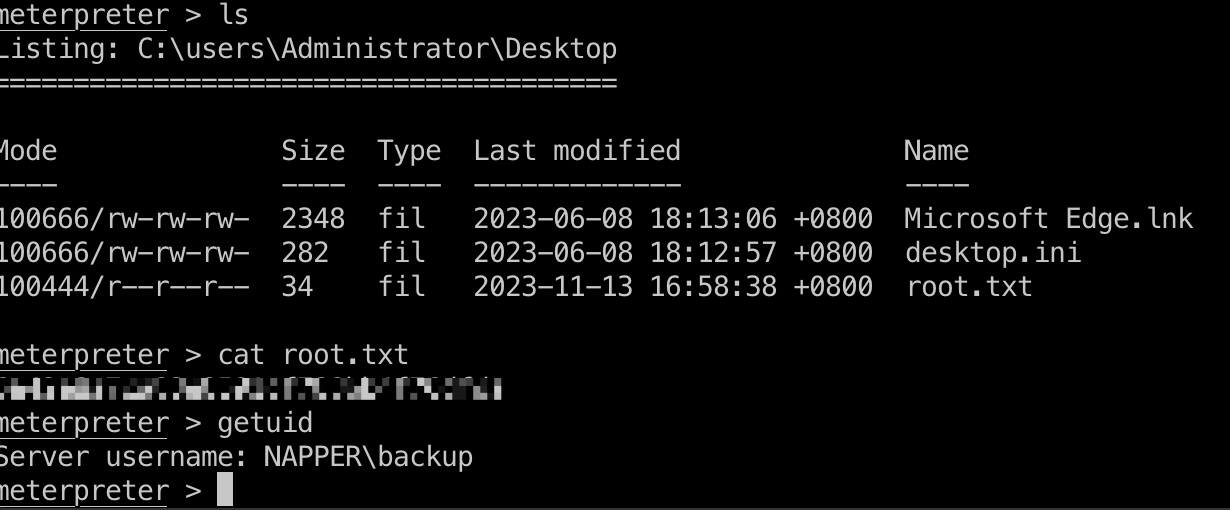 meterpreter > ls
Listing: C:\users\Administrator\Desktop
=======================================
Mode Size Type Last modified Name
---- ---- ---- ------------- ----
100666/rw-rw-rw- 2348 fil 2023-06-08 18:13:06 +0800 Microsoft Edge.lnk
100666/rw-rw-rw- 282 fil 2023-06-08 18:12:57 +0800 desktop.ini
100444/r--r--r-- 34 fil 2023-11-13 16:58:38 +0800 root.txt
meterpreter > cat root.txt
meterpreter > getuid
Server username: NAPPER\backup
meterpreter >